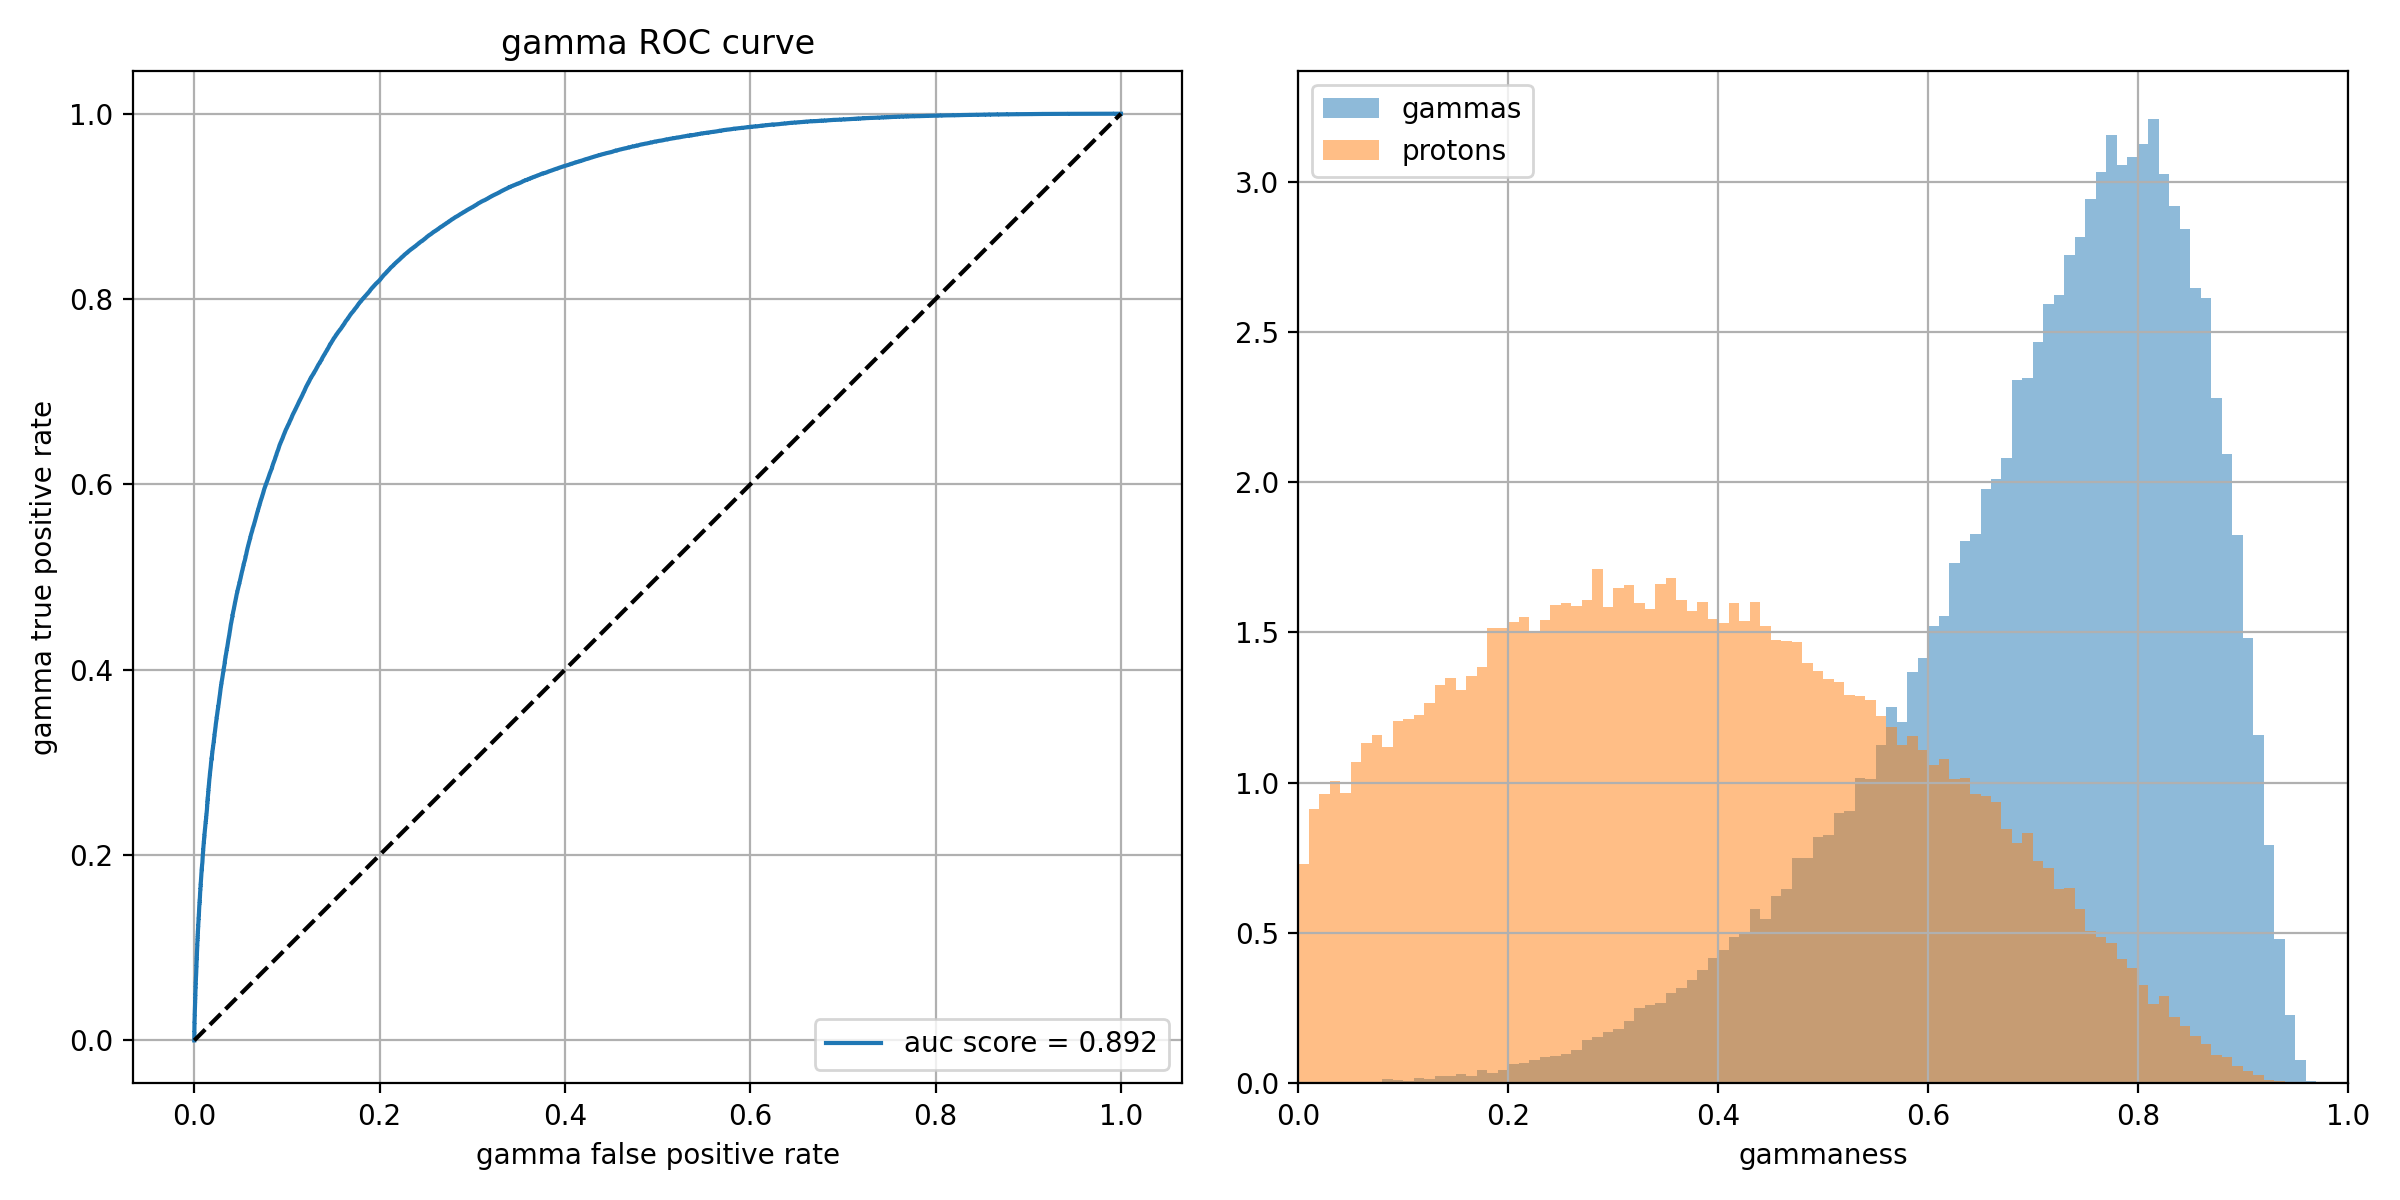 gamma ROC curve
gamma true positive rate
1.0
0.8
0.6
0.4
0.2
0.0
0.0 0.2 0.4 0.6 0.8 1.0
gamma false positive rate
auc score = 0.892
gammas
protons
3.0
2.5
2.0
1.5
1.0
0.5
0.0
0.0 0.2 0.4 0.6 0.8 1.0
gammaness